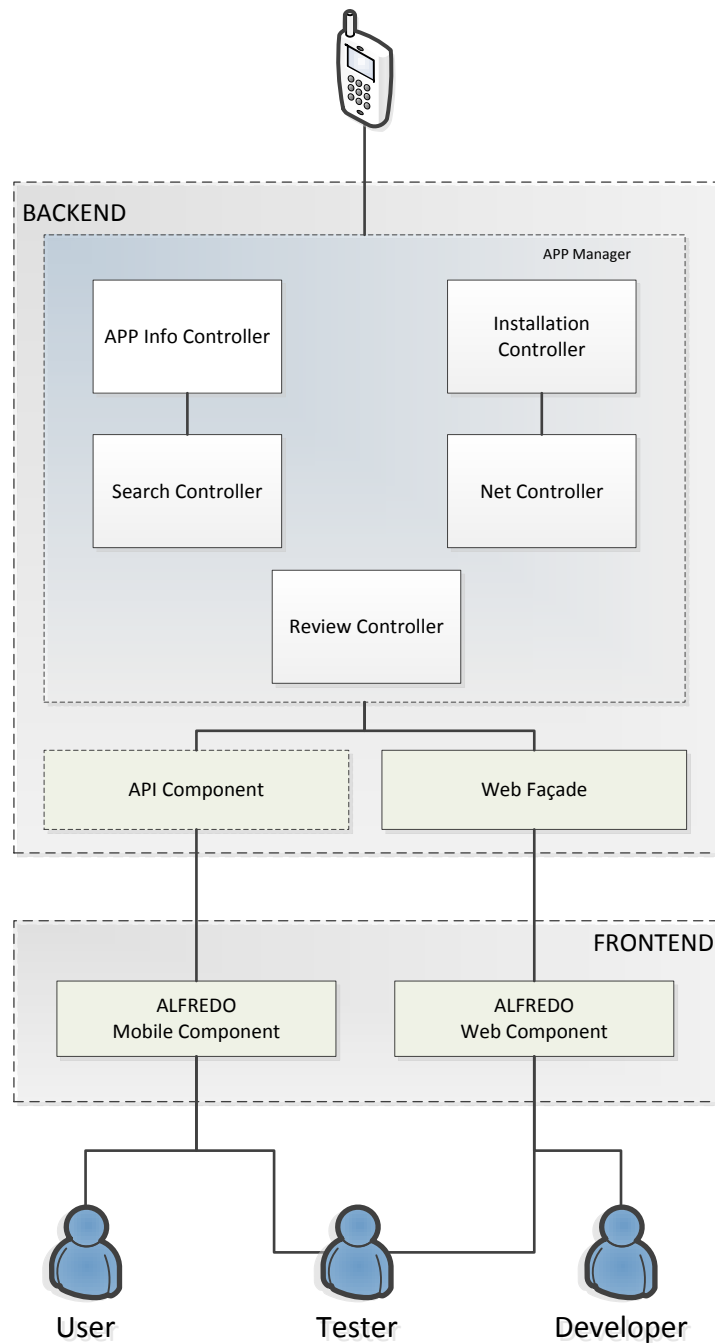 BACKEND
APP Manager
APP Info Controller
Installation
Controller
Search Controller
Net Controller
Review Controller
API Component
Web Façade
FRONTEND
ALFREDO
Mobile Component
ALFREDO
Web Component
User
Tester
Developer